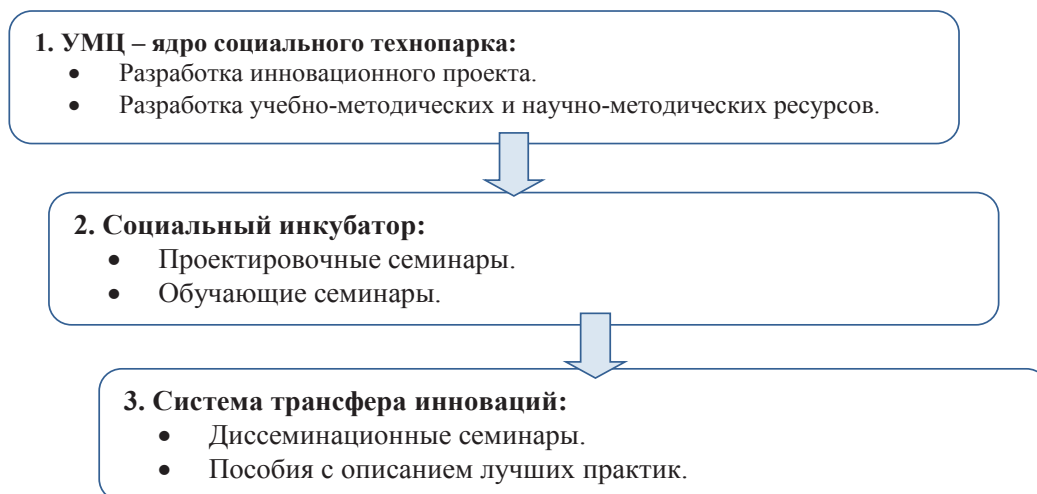 1. УМЦ – ядро социального технопарка:
• Разработка инновационного проекта.
• Разработка учебно-методических и научно-методических ресурсов.
2. Социальный инкубатор:
• Проектировочные семинары.
• Обучающие семинары.
3. Система трансфера инноваций:
• Диссеминационные семинары.
• Пособия с описанием лучших практик.